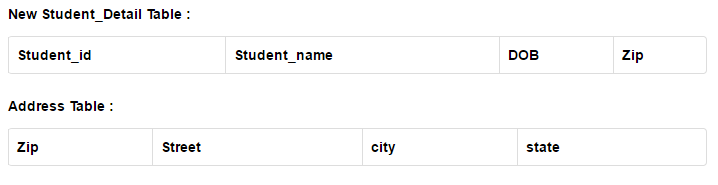 New Student_Detail Table :
Student_id Student_name DOB Zip
Address Table :
Zip Street city state